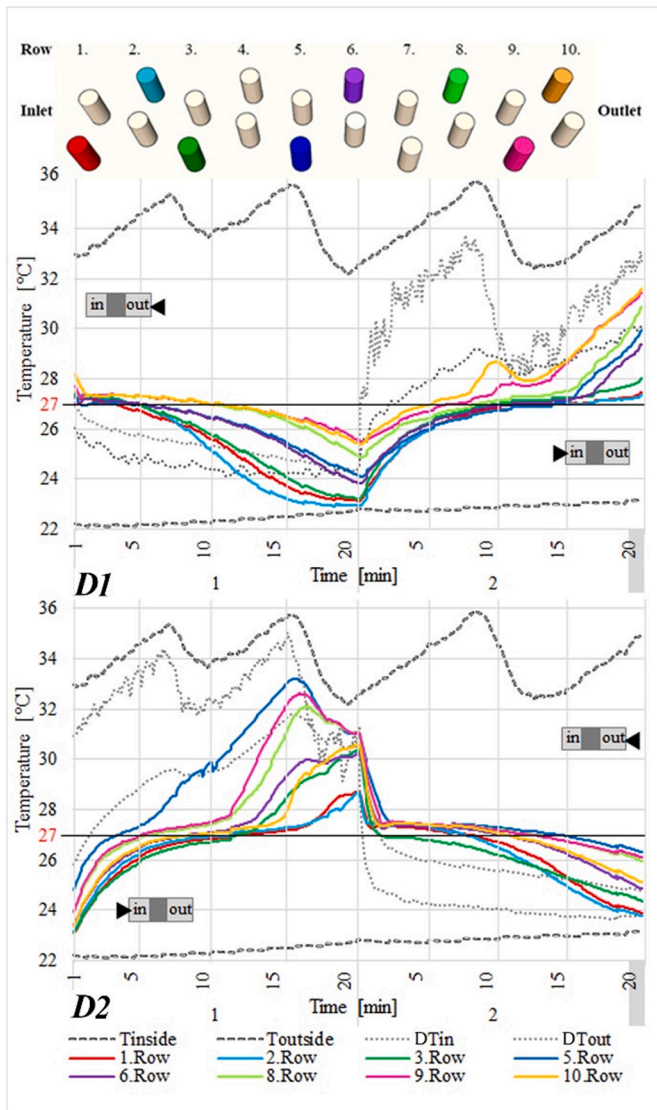 Row 1. 2. 3. 4. 5. 6. 7. 8. 9. 10.
Inlet Outlet
36
34
32
30
28
27
26
24
22
Temperature [°C]
in out
in out
1 5 10 15 20 5 10 15 20
D1 Time [min]
1 2
36
34
32
30
28
27
26
24
22
Temperature [°C]
in out
in out
1 5 10 15 20 5 10 15 20
D2 Time [min]
1 2
Tinside Toutside DTin DTout
1.Row 2.Row 3.Row 5.Row
6.Row 8.Row 9.Row 10.Row